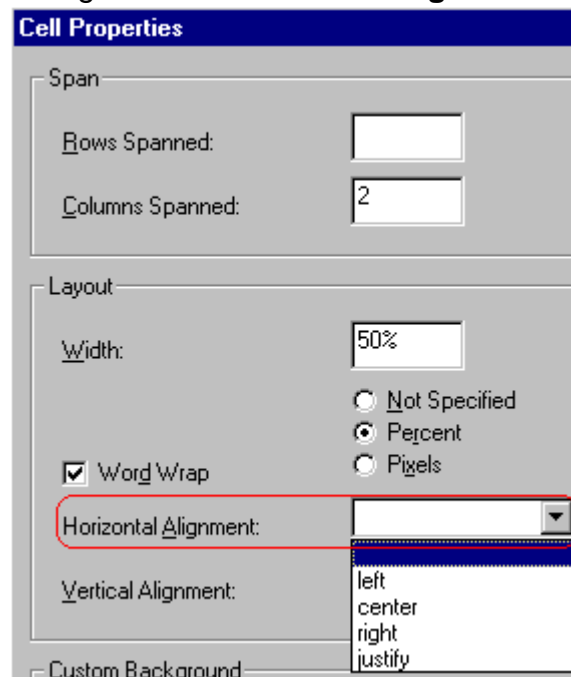 Cell Properties
Span
Rows Spanned:
Columns Spanned: 2
Layout
Width: 50%
Not Specified
Percent
Word Wrap Pixels
Horizontal Alignment:
left
Vertical Alignment:
center
right
justify
Custom Background